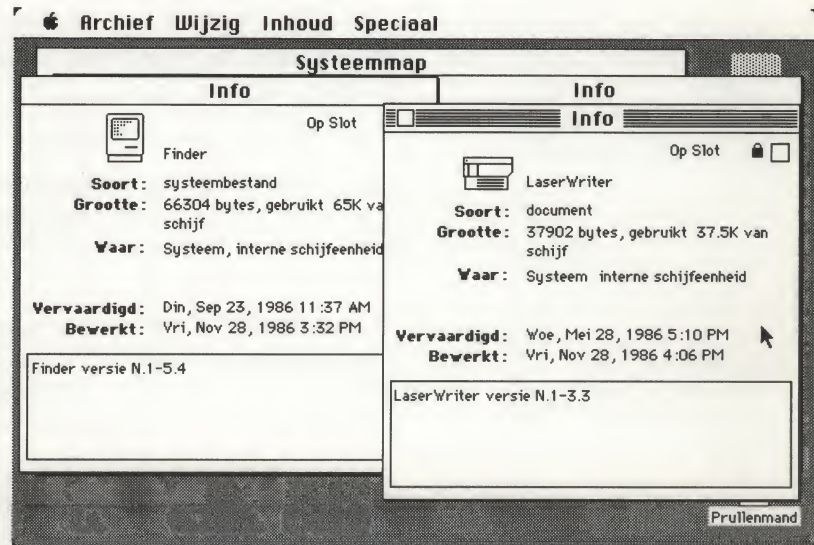 Archief Wijzig Inhoud Speciaal
Systeemmap
Info
Op Slot
Finder
Soort: systeembestand
Grootte: 66304 bytes, gebruikt 65K va
schijf
Waar: Systeem, interne schijfeenheid
Vervaardigd: Din, Sep 23, 1986 11:37 AM
Bewerkt: Vri, Nov 28, 1986 3:32 PM
Finder versie N.1-5.4
Info
Info
Op Slot
LaserWriter
Soort: document
Grootte: 37902 bytes, gebruikt 37.5K van
schijf
Waar: Systeem interne schijfeenheid
Vervaardigd: Woe, Mei 28, 1986 5:10 PM
Bewerkt: Vri, Nov 28, 1986 4:06 PM
LaserWriter versie N.1-3.3
Prullenmand